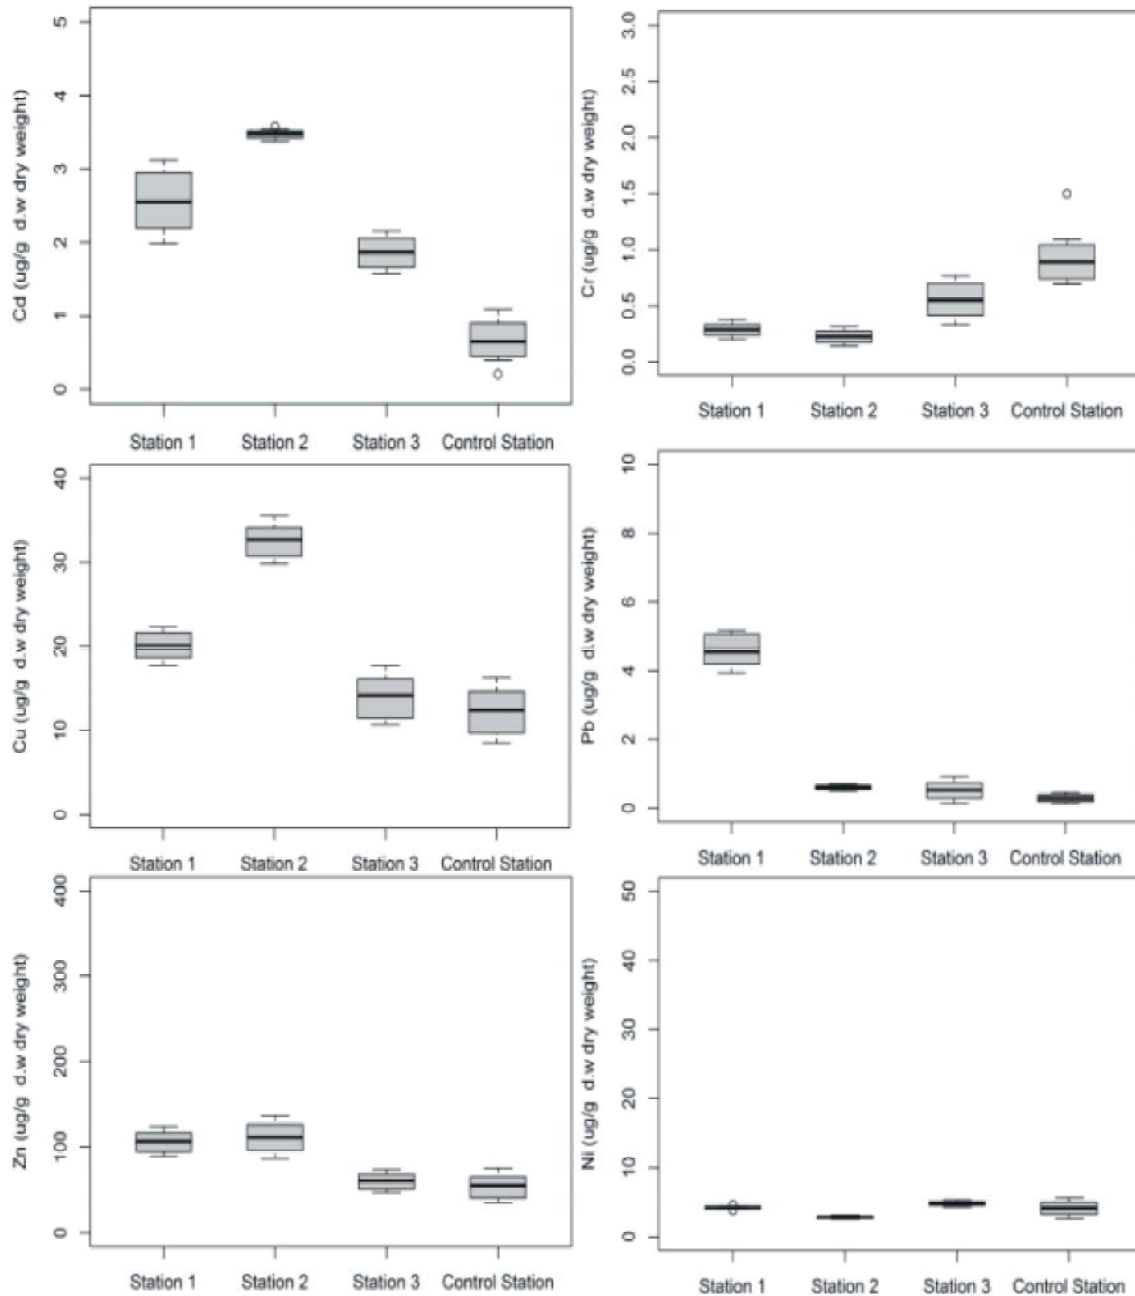 Cd (ug/g d.w dry weight)
5
4
3
2
1
0
Station 1 Station 2 Station 3 Control Station
Cr (ug/g d.w dry weight)
3.0
2.5
2.0
1.5
1.0
0.5
0.0
Station 1 Station 2 Station 3 Control Station
Cu (ug/g d.w dry weight)
40
30
20
10
0
Station 1 Station 2 Station 3 Control Station
Pb (ug/g d.w dry weight)
10
8
6
4
2
0
Station 1 Station 2 Station 3 Control Station
Zn (ug/g d.w dry weight)
400
300
200
100
0
Station 1 Station 2 Station 3 Control Station
Ni (ug/g d.w dry weight)
50
40
30
20
10
0
Station 1 Station 2 Station 3 Control Station